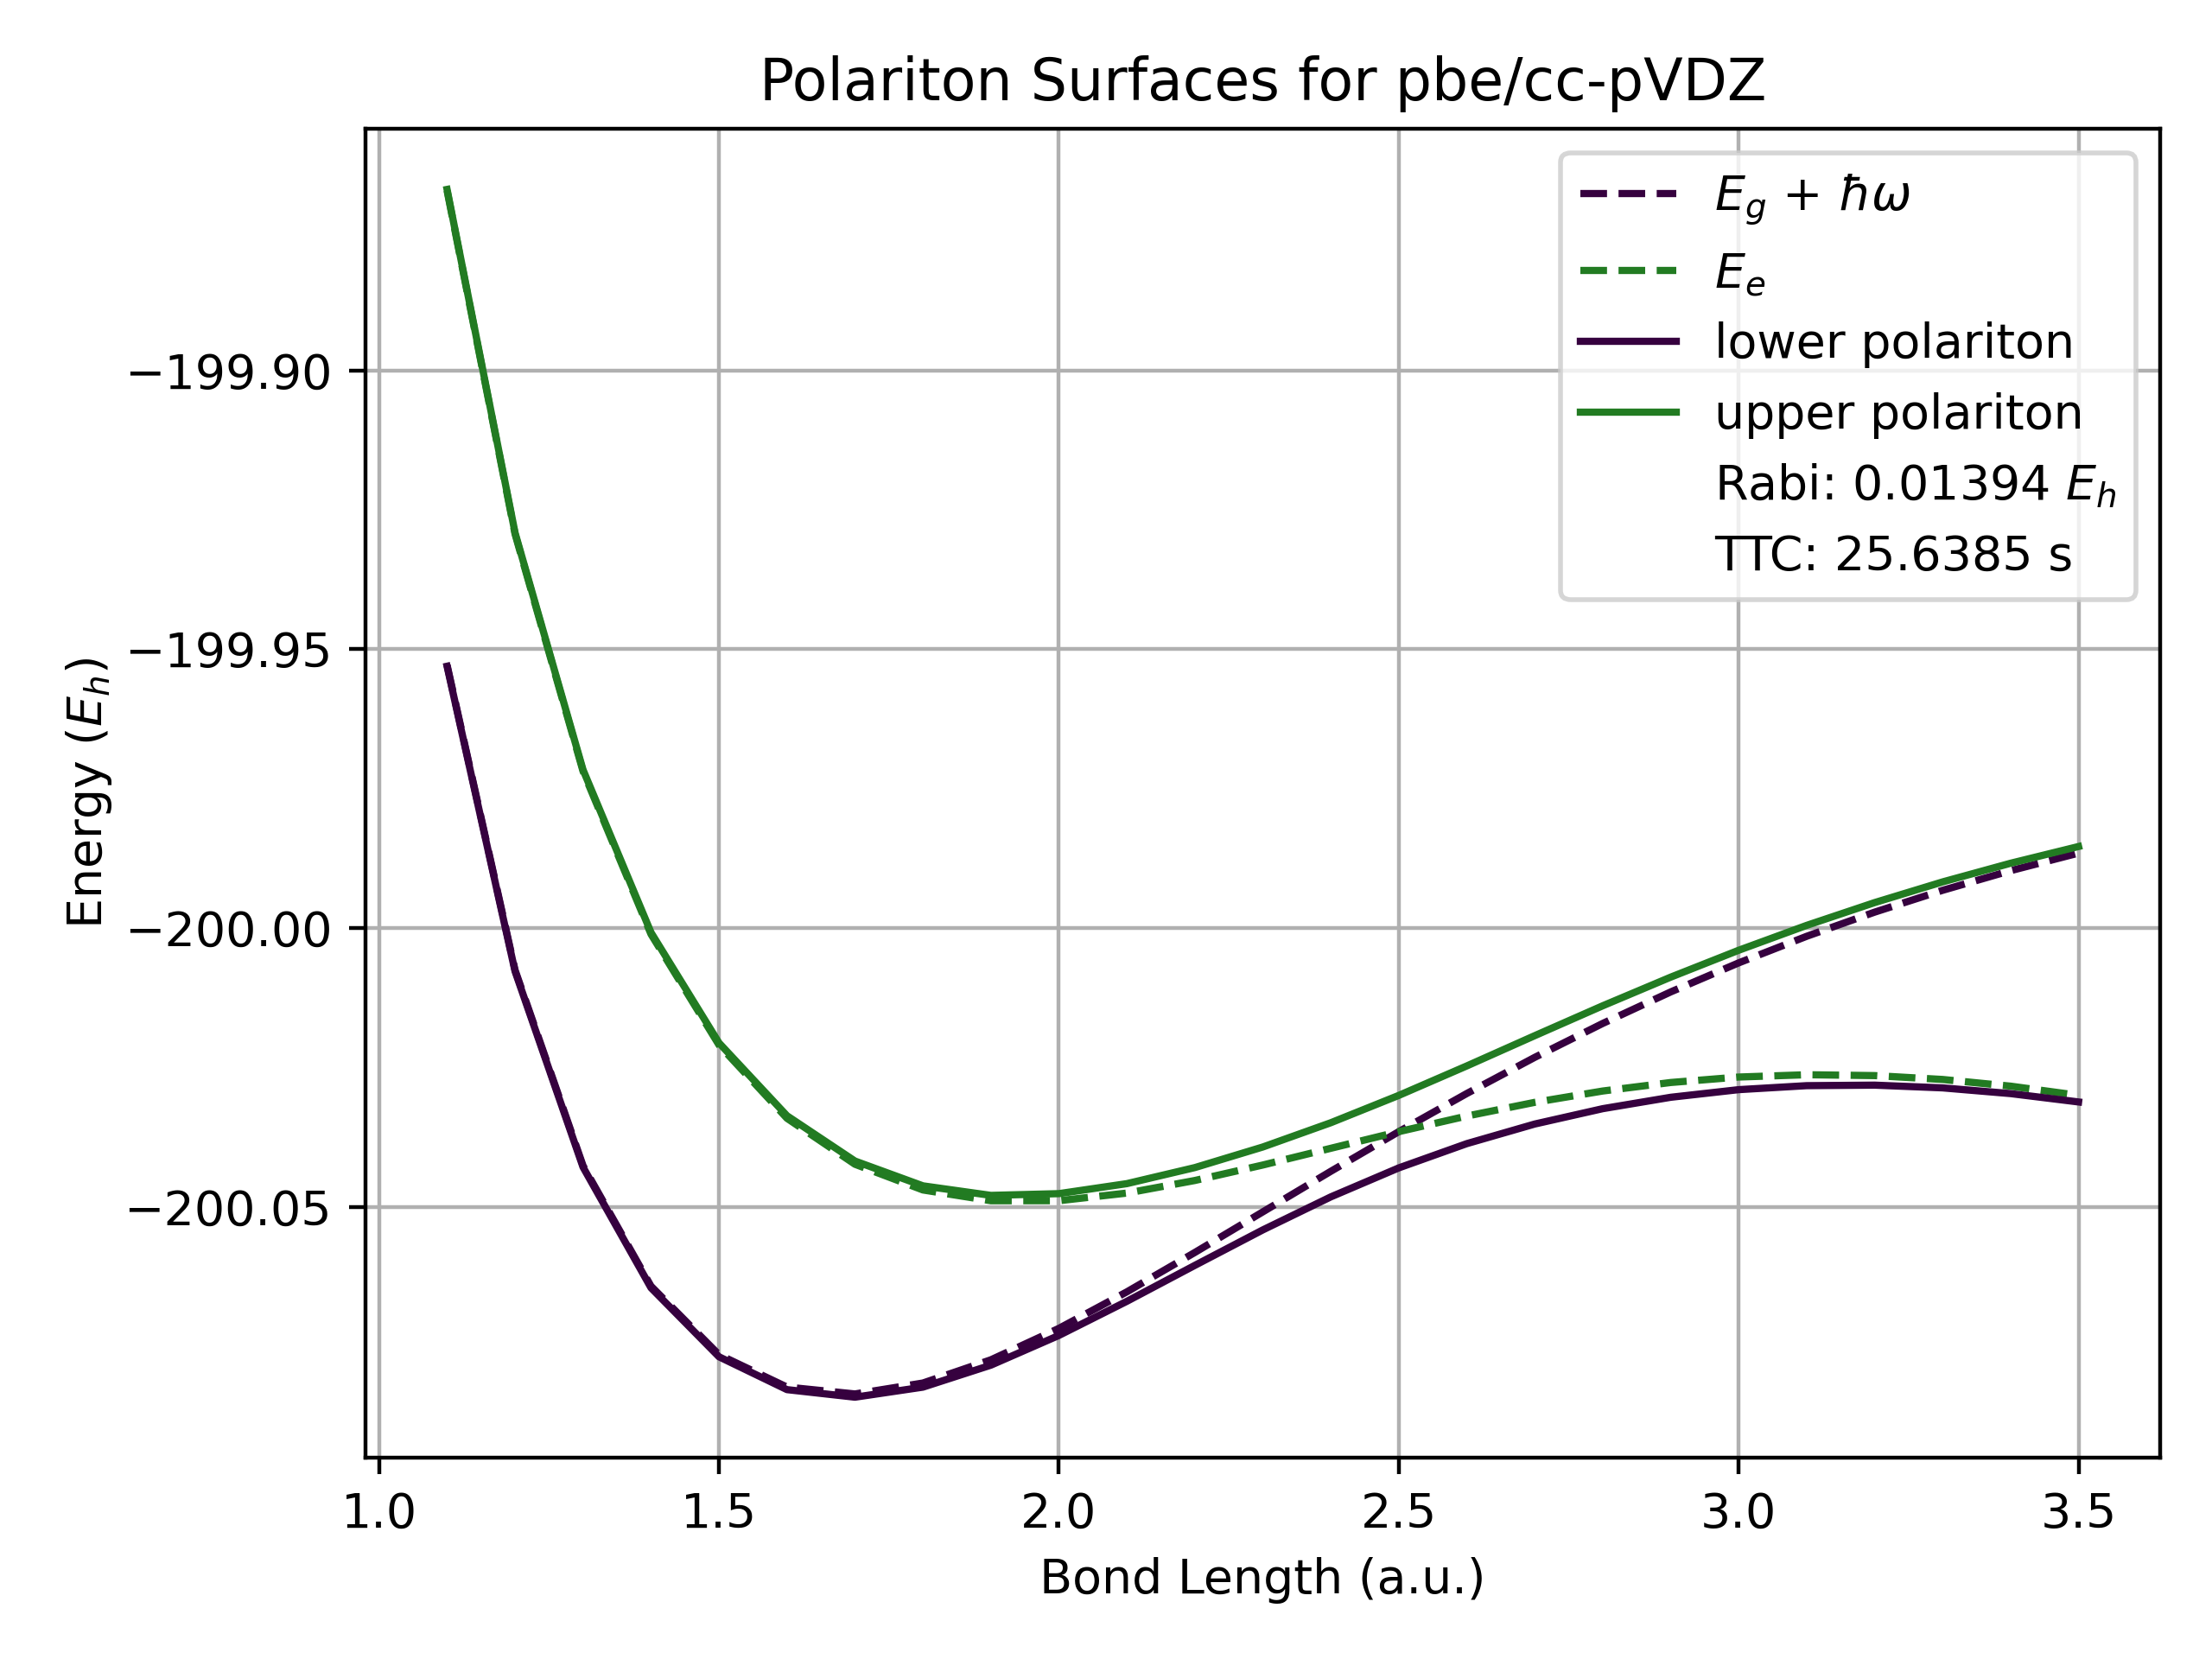 Polariton Surfaces for pbe/cc-pVDZ
E_g + ħω
E_e
lower polariton
upper polariton
Rabi: 0.01394 E_h
TTC: 25.6385 s
Energy (E_h)
−199.90
−199.95
−200.00
−200.05
1.0 1.5 2.0 2.5 3.0 3.5
Bond Length (a.u.)